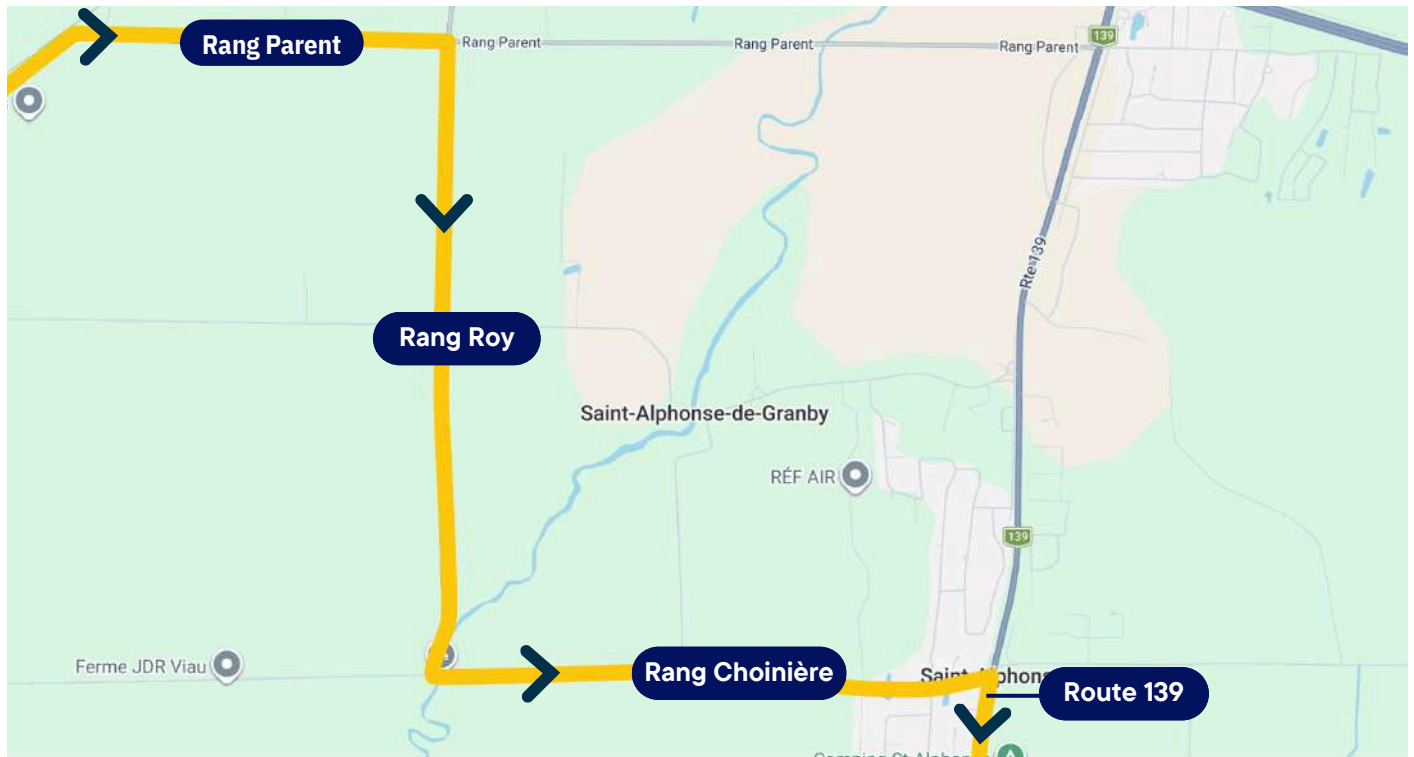 Rang Parent
Rang Parent
Rang Parent
Rang Parent
139
Rte 139
Rang Roy
Saint-Alphonse-de-Granby
RÉF AIR
139
Ferme JDR Viau
Rang Choinière
Route 139